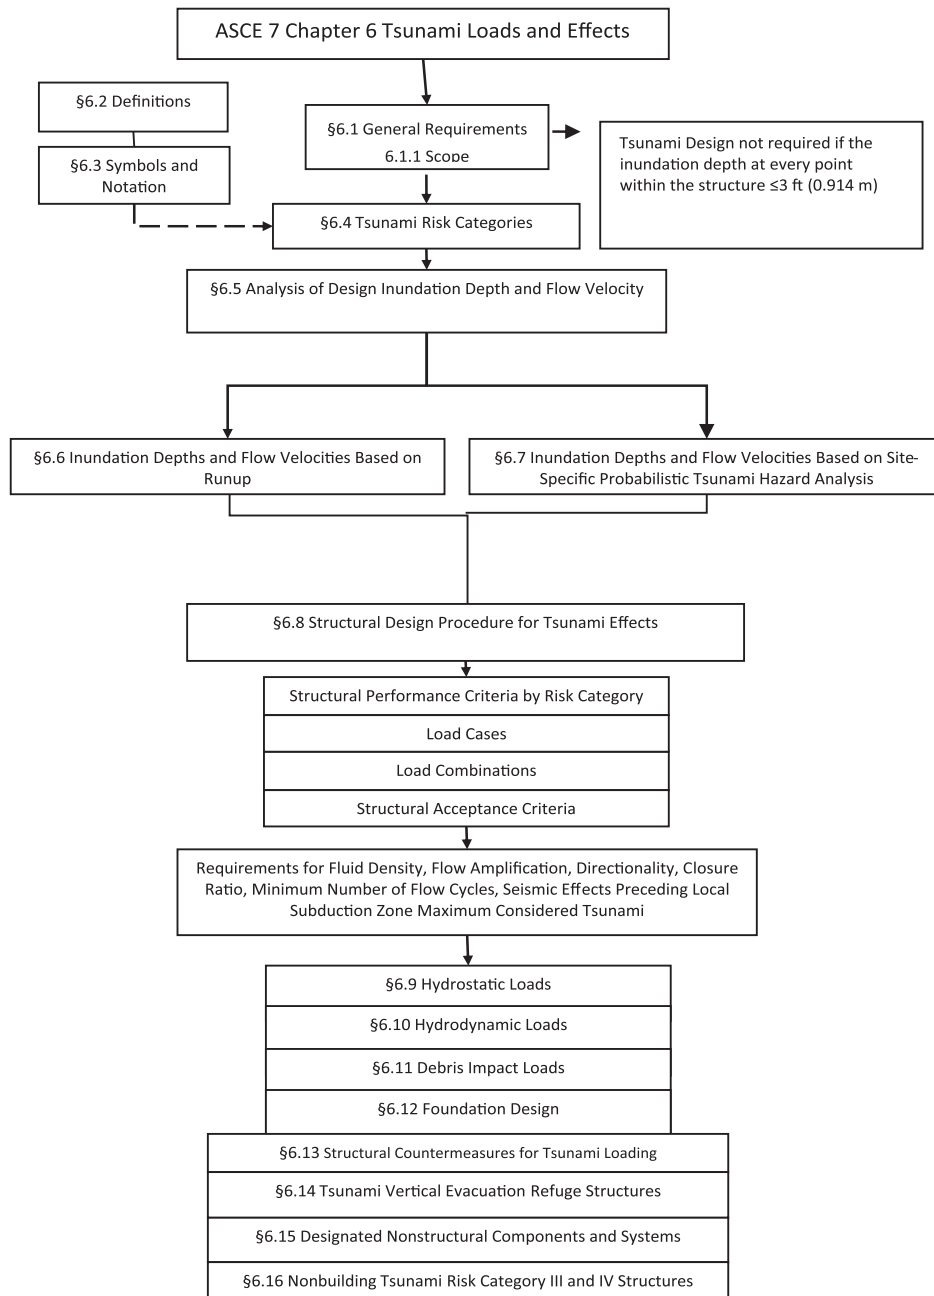 ASCE 7 Chapter 6 Tsunami Loads and Effects
§6.2 Definitions
§6.3 Symbols and
Notation
§6.1 General Requirements
6.1.1 Scope
Tsunami Design not required if the
inundation depth at every point
within the structure ≤3 ft (0.914 m)
§6.4 Tsunami Risk Categories
§6.5 Analysis of Design Inundation Depth and Flow Velocity
§6.6 Inundation Depths and Flow Velocities Based on
Runup
§6.7 Inundation Depths and Flow Velocities Based on Site-
Specific Probabilistic Tsunami Hazard Analysis
§6.8 Structural Design Procedure for Tsunami Effects
Structural Performance Criteria by Risk Category
Load Cases
Load Combinations
Structural Acceptance Criteria
Requirements for Fluid Density, Flow Amplification, Directionality, Closure
Ratio, Minimum Number of Flow Cycles, Seismic Effects Preceding Local
Subduction Zone Maximum Considered Tsunami
§6.9 Hydrostatic Loads
§6.10 Hydrodynamic Loads
§6.11 Debris Impact Loads
§6.12 Foundation Design
§6.13 Structural Countermeasures for Tsunami Loading
§6.14 Tsunami Vertical Evacuation Refuge Structures
§6.15 Designated Nonstructural Components and Systems
§6.16 Nonbuilding Tsunami Risk Category III and IV Structures